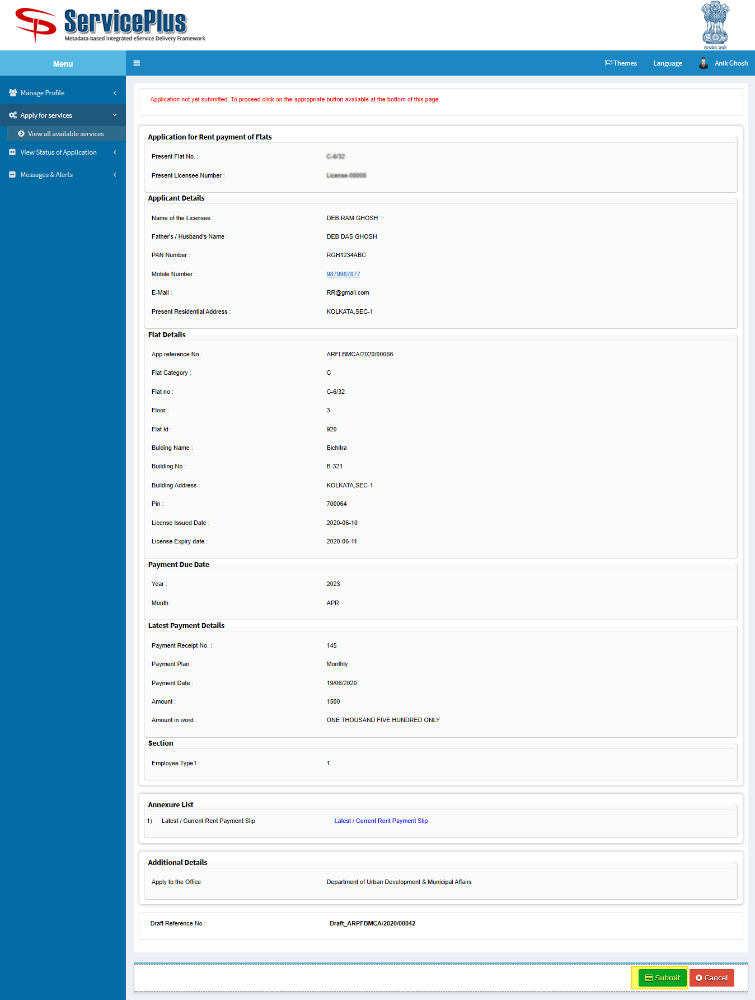 ServicePlus
Metadata-based Integrated eService Delivery Framework
सत्यमेव जयते
Menu
Themes Language Anik Ghosh
Manage Profile
Apply for services
View all available services
View Status of Application
Messages & Alerts
Application not yet submitted. To proceed click on the appropriate button available at the bottom of this page
Application for Rent payment of Flats
Present Flat No. : C-6/32
Present Licensee Number : License-08008
Applicant Details
Name of the Licensee : DEB RAM GHOSH
Father's / Husband's Name : DEB DAS GHOSH
PAN Number : RGH1234ABC
Mobile Number : 9879987877
E-Mail : RR@gmail.com
Present Residential Address : KOLKATA,SEC-1
Flat Details
App reference No : ARFLBMCA/2020/00066
Flat Category : C
Flat no : C-6/32
Floor : 3
Flat Id : 920
Bulding Name : Bichitra
Building No : B-321
Building Address : KOLKATA,SEC-1
Pin : 700064
License Issued Date : 2020-06-10
License Expiry date : 2020-06-11
Payment Due Date
Year : 2023
Month : APR
Latest Payment Details
Payment Receipt No. : 145
Payment Plan : Monthly
Payment Date : 19/06/2020
Amount : 1500
Amount in word : ONE THOUSAND FIVE HUNDRED ONLY
Section
Employee Type1 : 1
Annexure List
1) Latest / Current Rent Payment Slip Latest / Current Rent Payment Slip
Additional Details
Apply to the Office Department of Urban Development & Municipal Affairs
Draft Reference No : Draft_ARPFBMCA/2020/00042
Submit Cancel